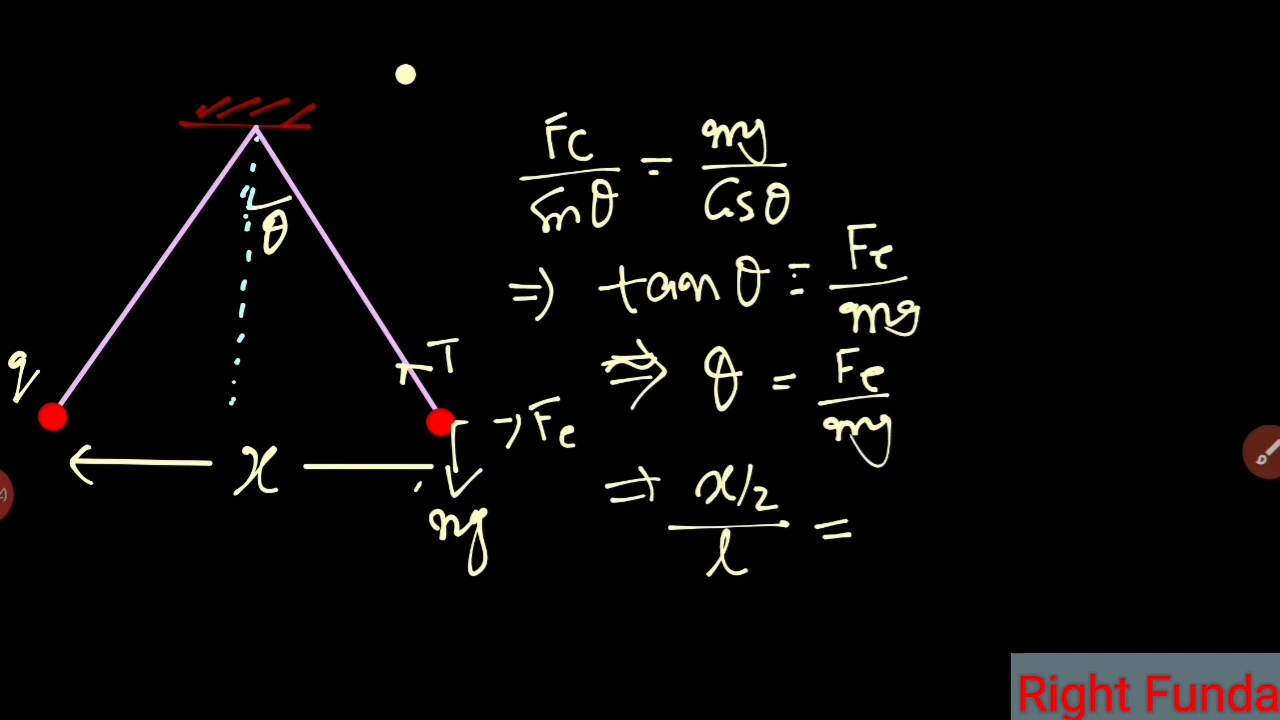 Fc/Sinθ = mg/Cosθ
⇒ tanθ = Fe/mg
θ
⇒ θ = Fe/mg
T
q
→Fe
x
mg
⇒ x/2/l =
Right Funda